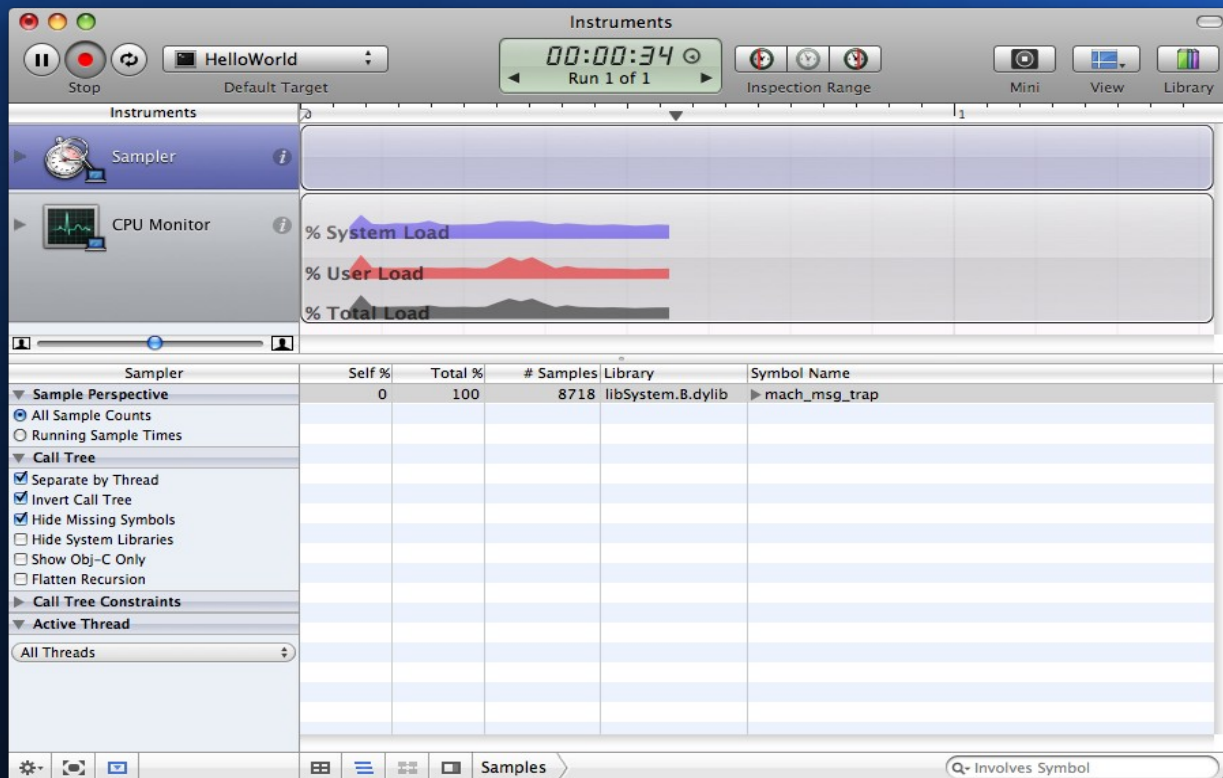 Instruments
HelloWorld
00:00:34
Run 1 of 1
Stop
Default Target
Inspection Range
Mini
View
Library
Instruments
0
1
Sampler
CPU Monitor
% System Load
% User Load
% Total Load
Sampler
Self %
Total %
# Samples
Library
Symbol Name
Sample Perspective
0
100
8718
libSystem.B.dylib
mach_msg_trap
All Sample Counts
Running Sample Times
Call Tree
Separate by Thread
Invert Call Tree
Hide Missing Symbols
Hide System Libraries
Show Obj-C Only
Flatten Recursion
Call Tree Constraints
Active Thread
All Threads
Samples
Involves Symbol